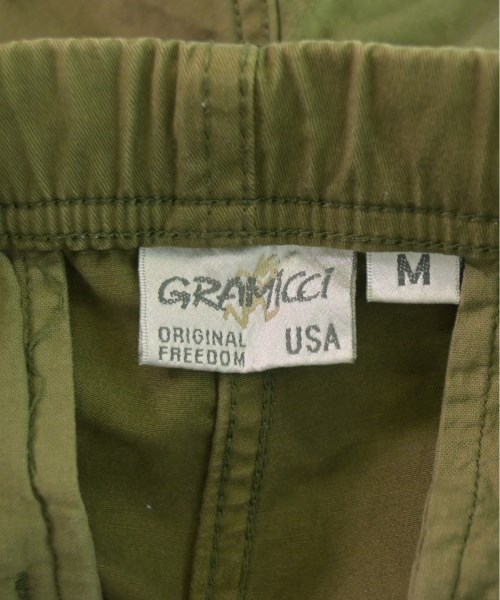 GRAMicci
ORIGINAL
FREEDOM
USA
M